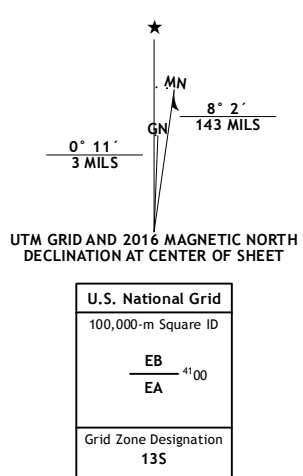 ★
MN
GN
8° 2´
143 MILS
0° 11´
3 MILS
UTM GRID AND 2016 MAGNETIC NORTH
DECLINATION AT CENTER OF SHEET
U.S. National Grid
100,000-m Square ID
EB
EA
⁴¹00
Grid Zone Designation
13S